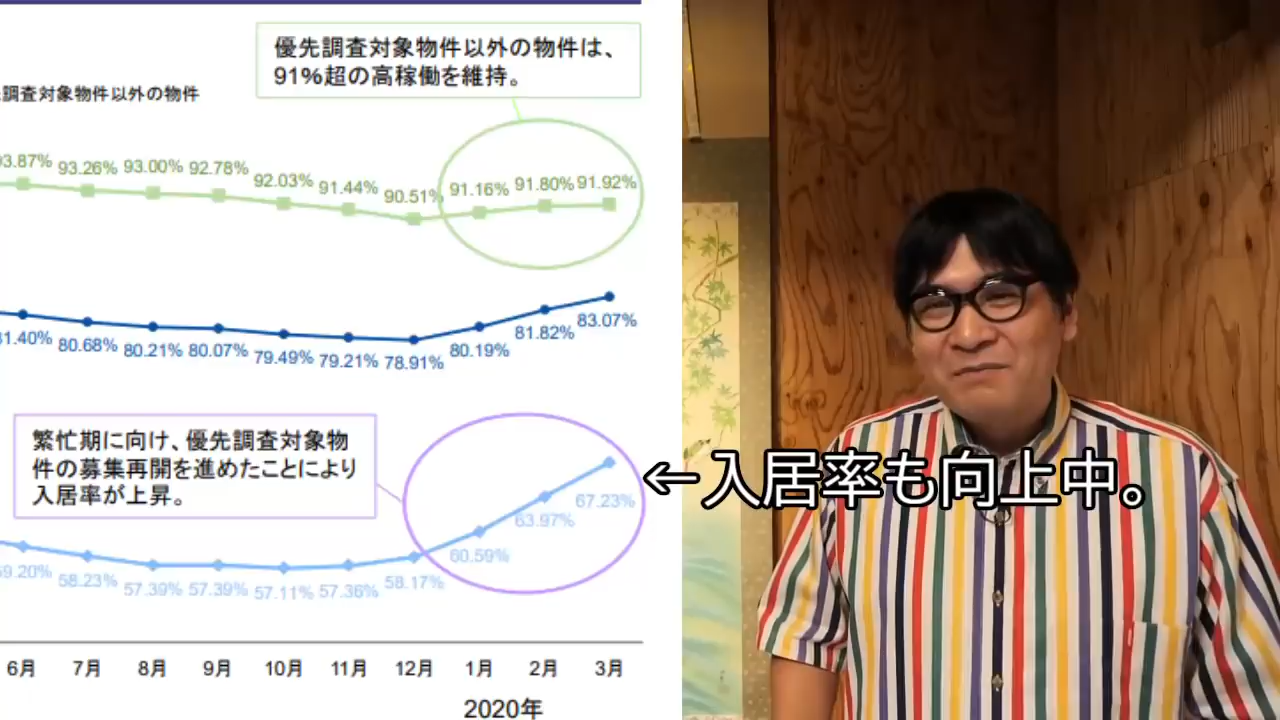 優先調査対象物件以外の物件は、
91%超の高稼働を維持。
調査対象物件以外の物件
93.87% 93.26% 93.00% 92.78% 92.03% 91.44% 90.51% 91.16% 91.80% 91.92%
81.40% 80.68% 80.21% 80.07% 79.49% 79.21% 78.91% 80.19% 81.82% 83.07%
繁忙期に向け、優先調査対象物
件の募集再開を進めたことにより
入居率が上昇。
←入居率も向上中。
59.20% 58.23% 57.39% 57.39% 57.11% 57.36% 58.17% 60.59% 63.97% 67.23%
6月 7月 8月 9月 10月 11月 12月 1月 2月 3月
2020年